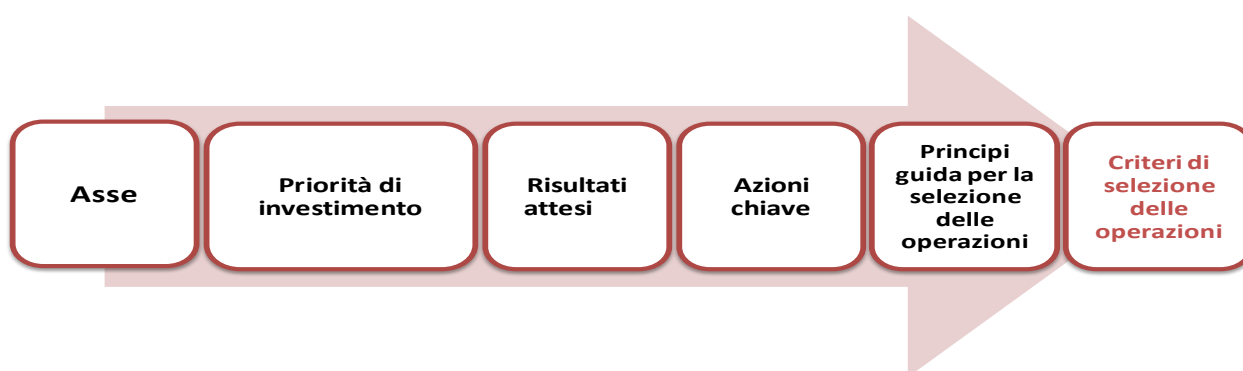 Asse
Priorità di
investimento
Risultati
attesi
Azioni
chiave
Principi
guida per la
selezione
delle
operazioni
Criteri di
selezione
delle
operazioni